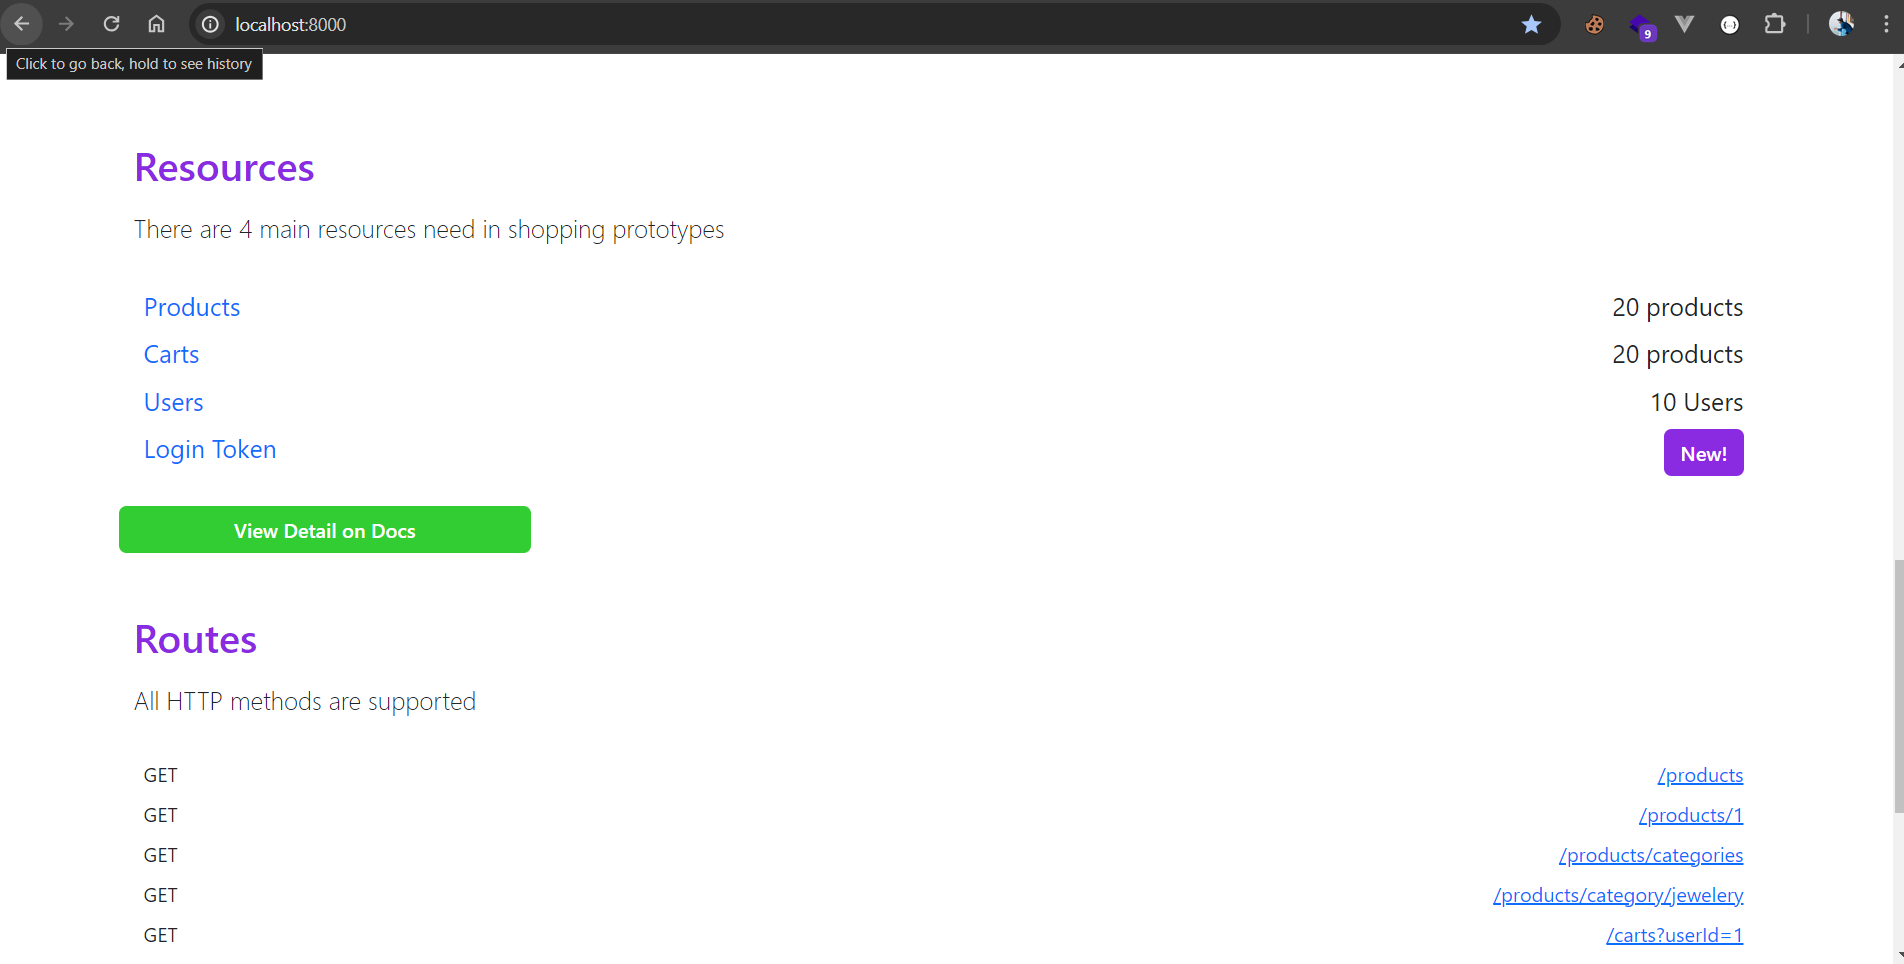 localhost:8000
9
Click to go back, hold to see history
Resources
There are 4 main resources need in shopping prototypes
Products 20 products
Carts 20 products
Users 10 Users
Login Token New!
View Detail on Docs
Routes
All HTTP methods are supported
GET /products
GET /products/1
GET /products/categories
GET /products/category/jewelery
GET /carts?userId=1